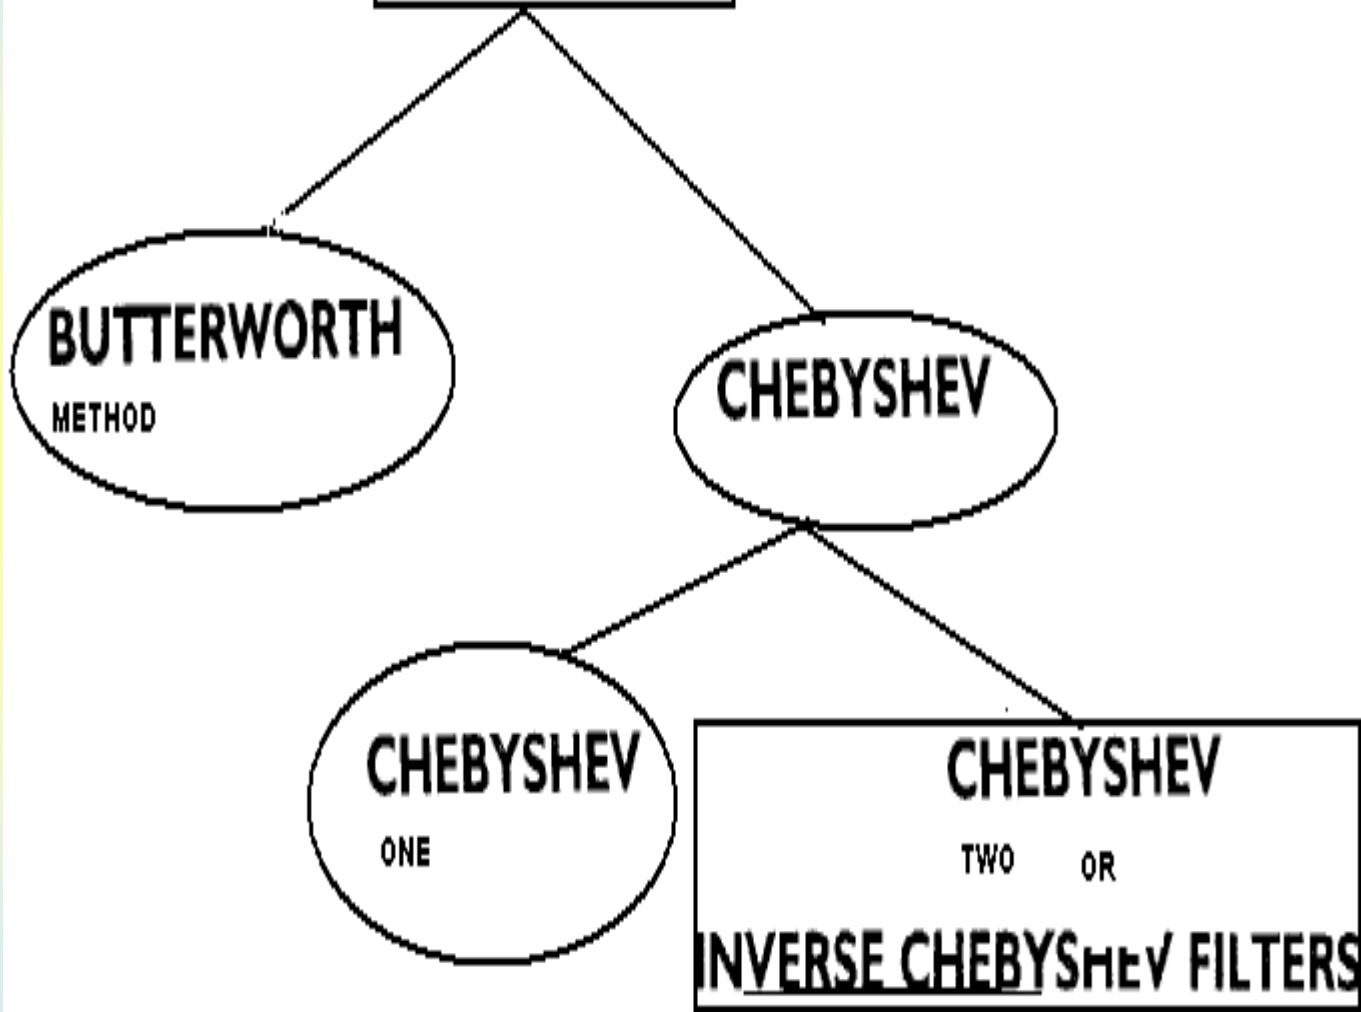 BUTTERWORTH
METHOD
CHEBYSHEV
CHEBYSHEV
ONE
CHEBYSHEV
TWO OR
INVERSE CHEBYSHEV FILTERS